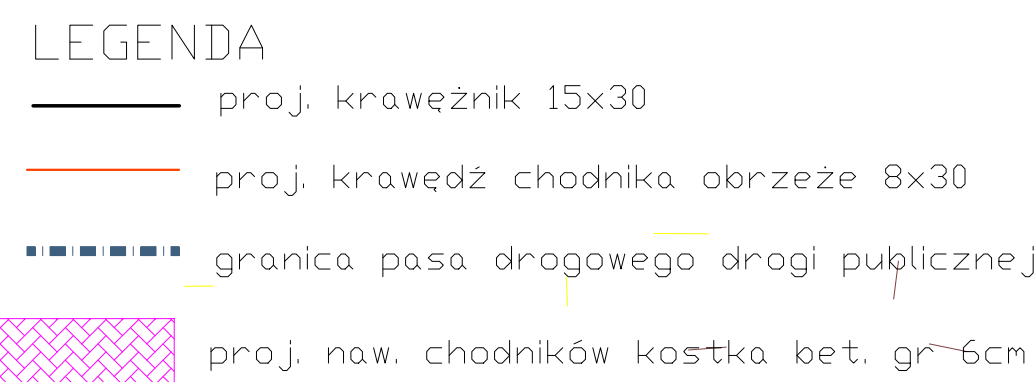 LEGENDA
proj. krawężnik 15x30
proj. krawędź chodnika obrzeże 8x30
granica pasa drogowego drogi publicznej
proj. naw. chodników kostka bet. gr 6cm